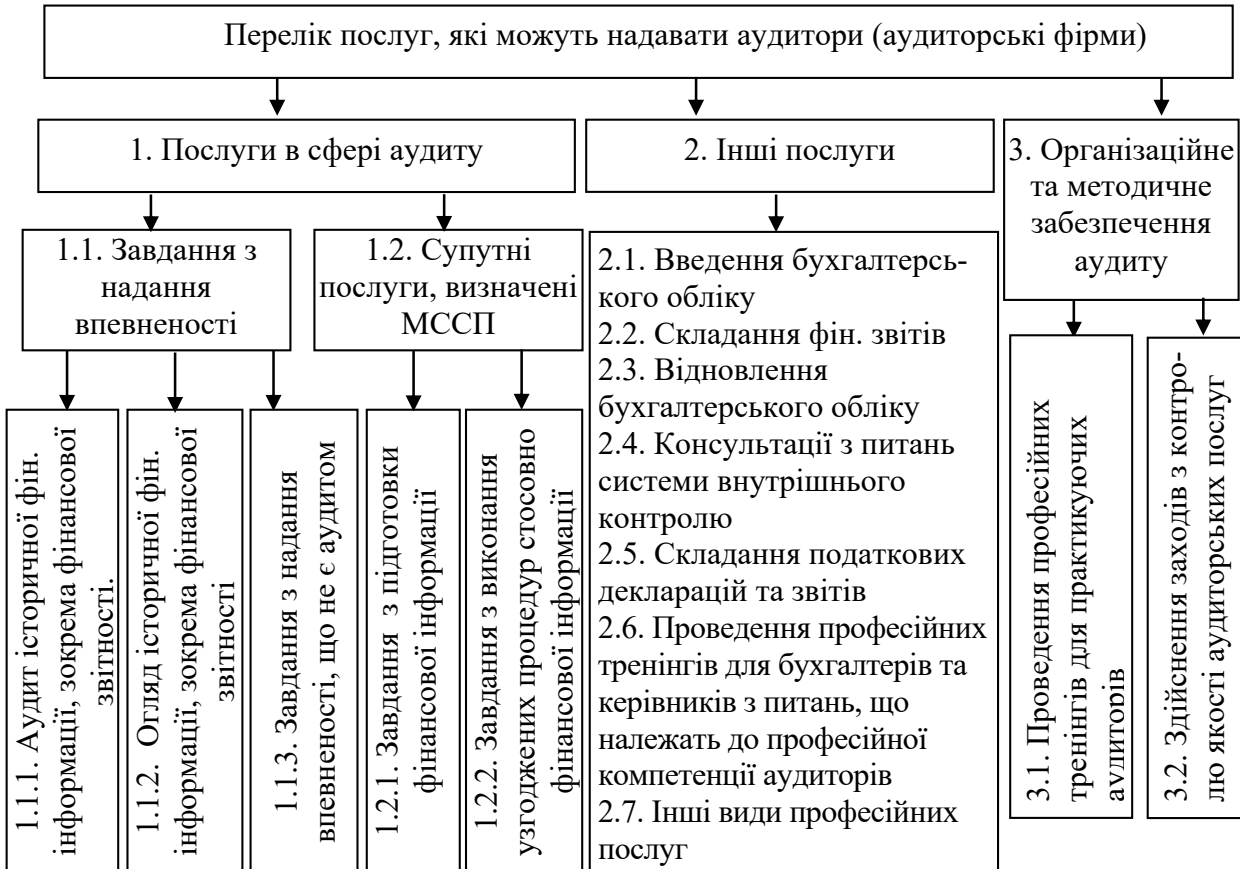 Перелік послуг, які можуть надавати аудитори (аудиторські фірми)
1. Послуги в сфері аудиту
2. Інші послуги
3. Організаційне
та методичне
забезпечення
аудиту
1.1. Завдання з
надання
впевненості
1.2. Супутні
послуги, визначені
МССП
1.1.1. Аудит історичної фін.
інформації, зокрема фінансової
звітності.
1.1.2. Огляд історичної фін.
інформації, зокрема фінансової
звітності
1.1.3. Завдання з надання
впевненості, що не є аудитом
1.2.1. Завдання з підготовки
фінансової інформації
1.2.2. Завдання з виконання
узгоджених процедур стосовно
фінансової інформації
2.1. Введення бухгалтерсь-
кого обліку
2.2. Складання фін. звітів
2.3. Відновлення
бухгалтерського обліку
2.4. Консультації з питань
системи внутрішнього
контролю
2.5. Складання податкових
декларацій та звітів
2.6. Проведення професійних
тренінгів для бухгалтерів та
керівників з питань, що
належать до професійної
компетенції аудиторів
2.7. Інші види професійних
послуг
3.1. Проведення професійних
тренінгів для практикуючих
аудиторів
3.2. Здійснення заходів з контро-
лю якості аудиторських послуг